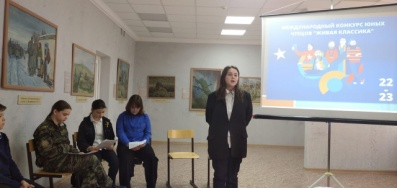 МЕЖДУНАРОДНЫЙ КОНКУРС ЮНЫХ
ЧТЕЦОВ "ЖИВАЯ КЛАССИКА"
22
23